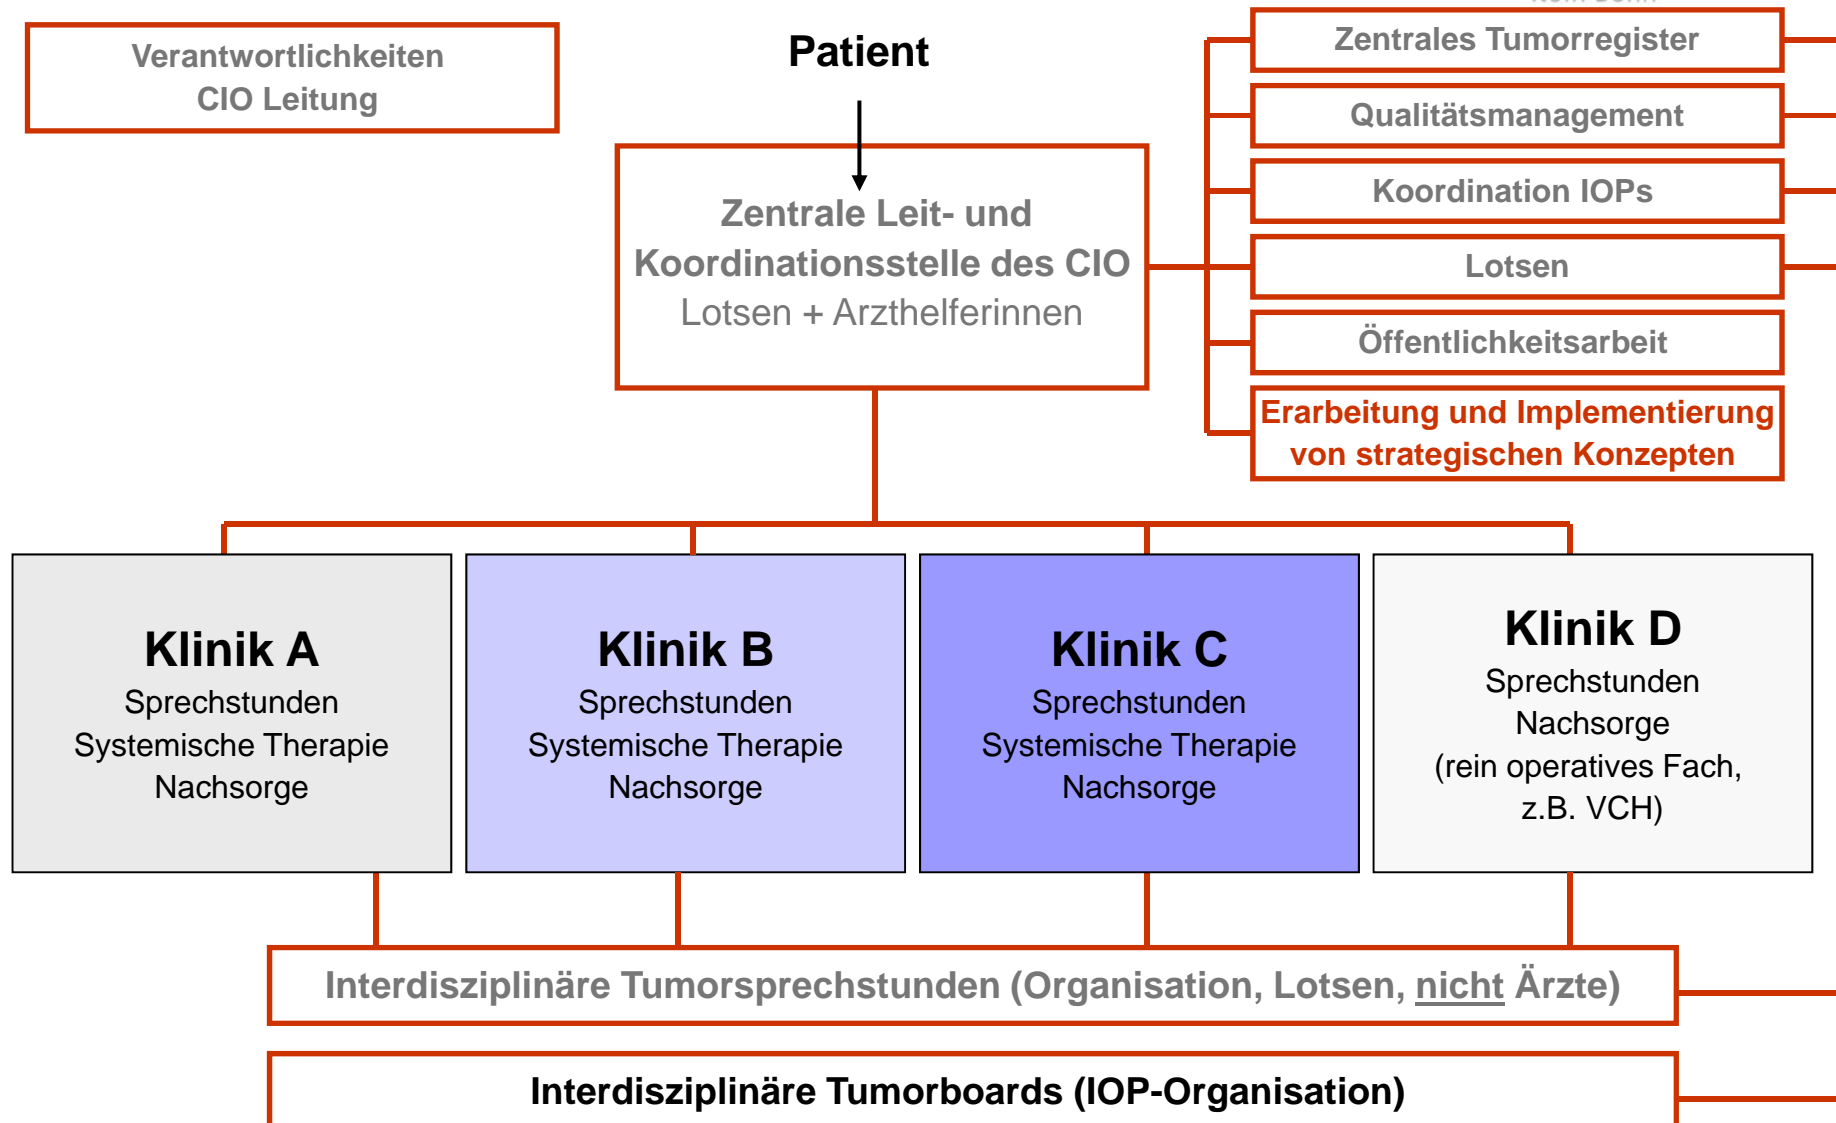 Verantwortlichkeiten
CIO Leitung
Patient
Zentrale Leit- und
Koordinationsstelle des CIO
Lotsen + Arzthelferinnen
Zentrales Tumorregister
Qualitätsmanagement
Koordination IOPs
Lotsen
Öffentlichkeitsarbeit
Erarbeitung und Implementierung
von strategischen Konzepten
Klinik A
Sprechstunden
Systemische Therapie
Nachsorge
Klinik B
Sprechstunden
Systemische Therapie
Nachsorge
Klinik C
Sprechstunden
Systemische Therapie
Nachsorge
Klinik D
Sprechstunden
Nachsorge
(rein operatives Fach,
z.B. VCH)
Interdisziplinäre Tumorsprechstunden (Organisation, Lotsen, nicht Ärzte)
Interdisziplinäre Tumorboards (IOP-Organisation)